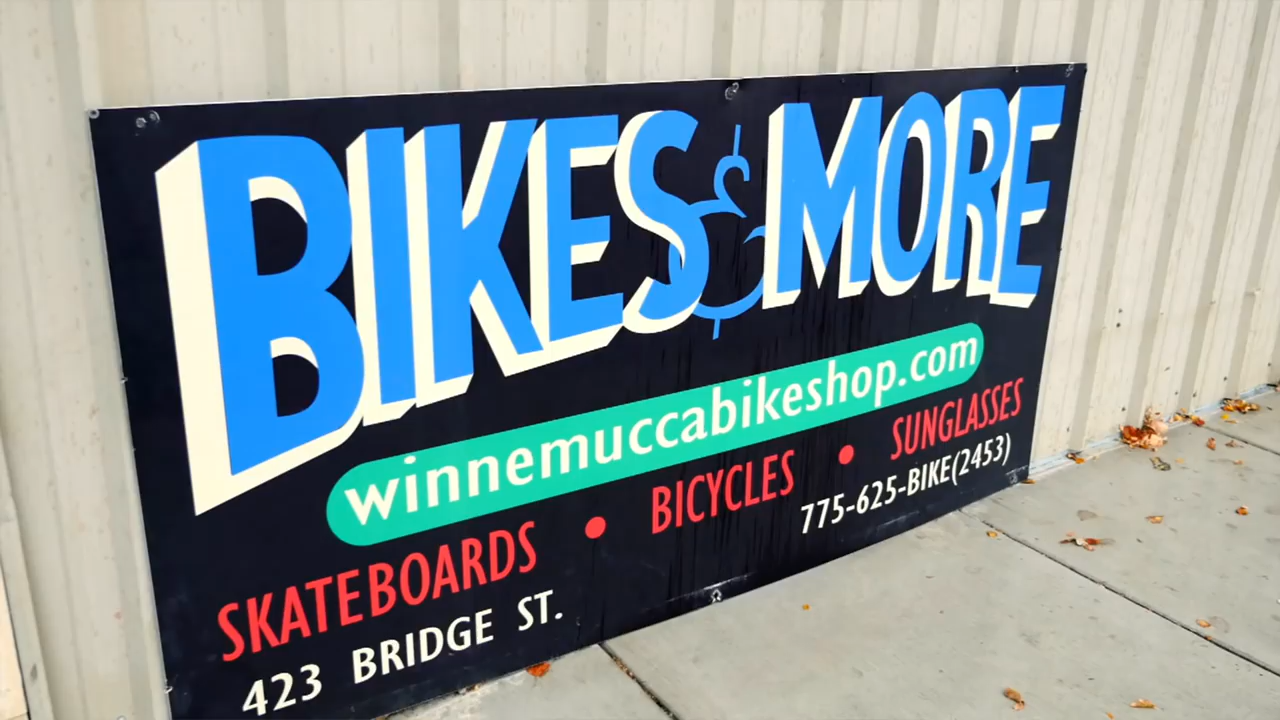 BIKES & MORE
winnemuccabikeshop.com
SKATEBOARDS • BICYCLES • SUNGLASSES
423 BRIDGE ST. 775-625-BIKE(2453)